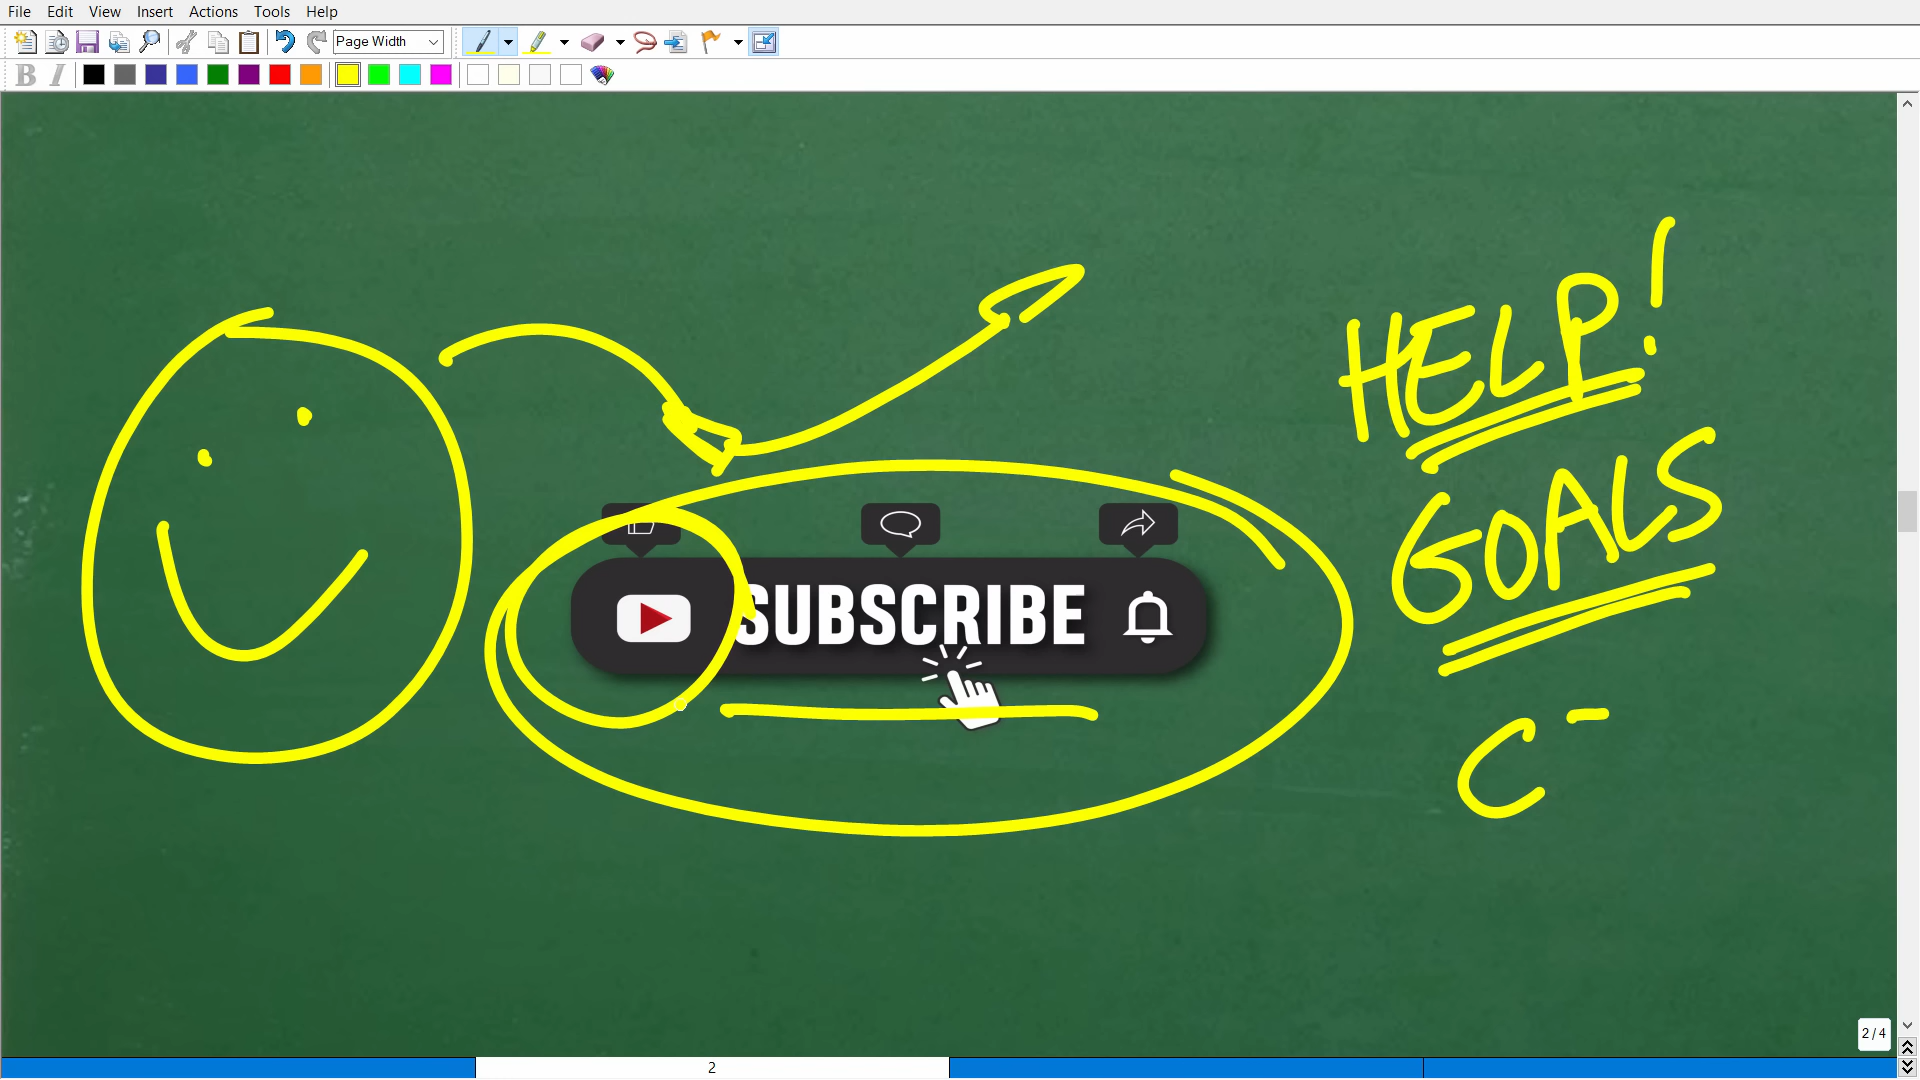 File Edit View Insert Actions Tools Help
Page Width
B I
HELP!
GOALS
SUBSCRIBE
C -
2 / 4
2